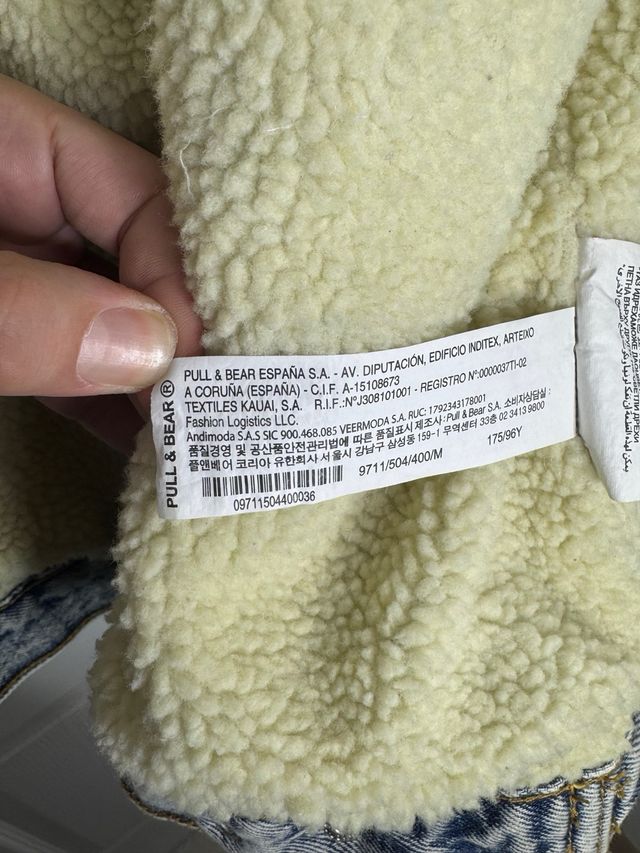 PULL & BEAR®
PULL & BEAR ESPAÑA S.A. - AV. DIPUTACIÓN, EDIFICIO INDITEX, ARTEIXO
A CORUÑA (ESPAÑA) - C.I.F. A-15108673
TEXTILES KAUAI, S.A. R.I.F.:NºJ308101001 - REGISTRO Nº:0000037TI-02
Fashion Logistics LLC.
Andimoda S.A.S SIC 900.468.085 VEERMODA S.A. RUC: 1792343178001
품질경영 및 공산품안전관리법에 따른 품질표시 제조사 : Pull & Bear S.A. 소비자상담실 :
플앤베어 코리아 유한회사 서울시 강남구 삼성동 159-1 무역센터 33층 02 3413 9800
9711/504/400/M 175/96Y
09711504400036